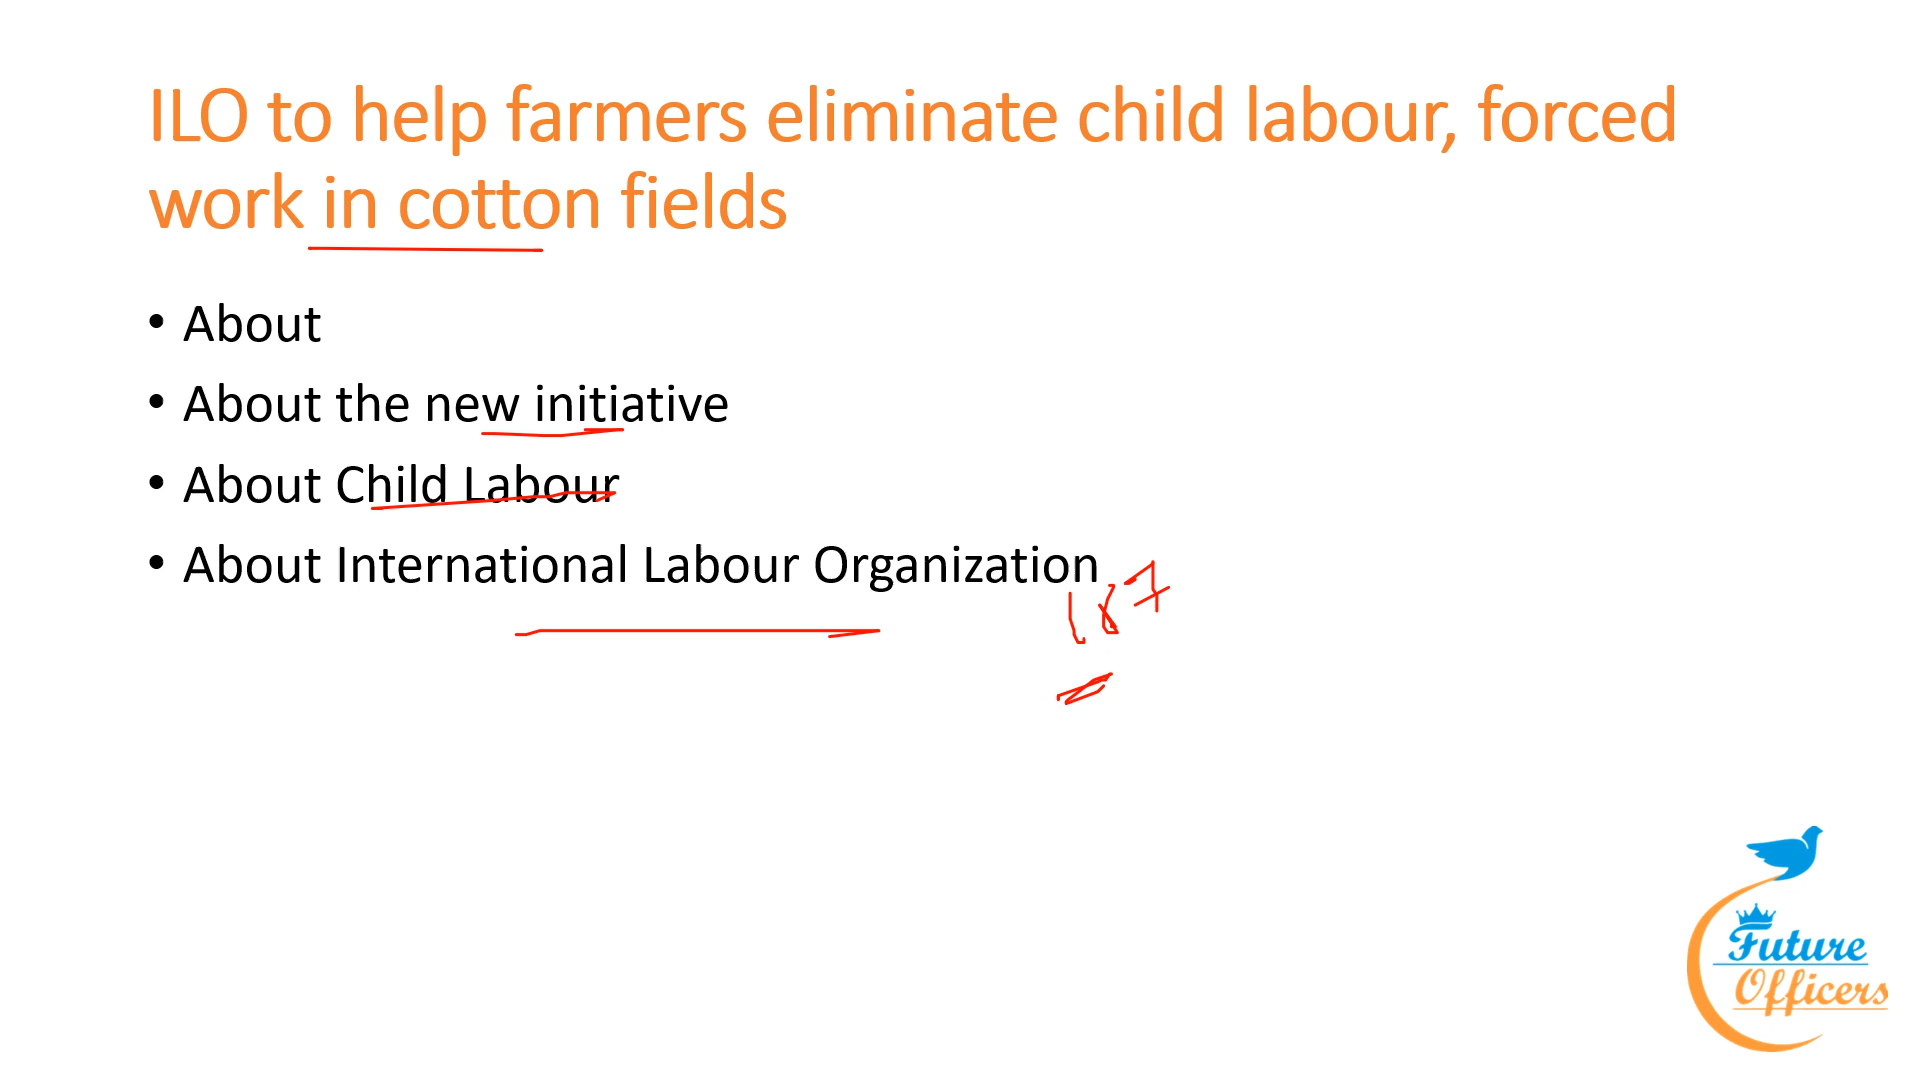 ILO to help farmers eliminate child labour, forced
work in cotton fields
• About
• About the new initiative
• About Child Labour
• About International Labour Organization
187
Future
Officers